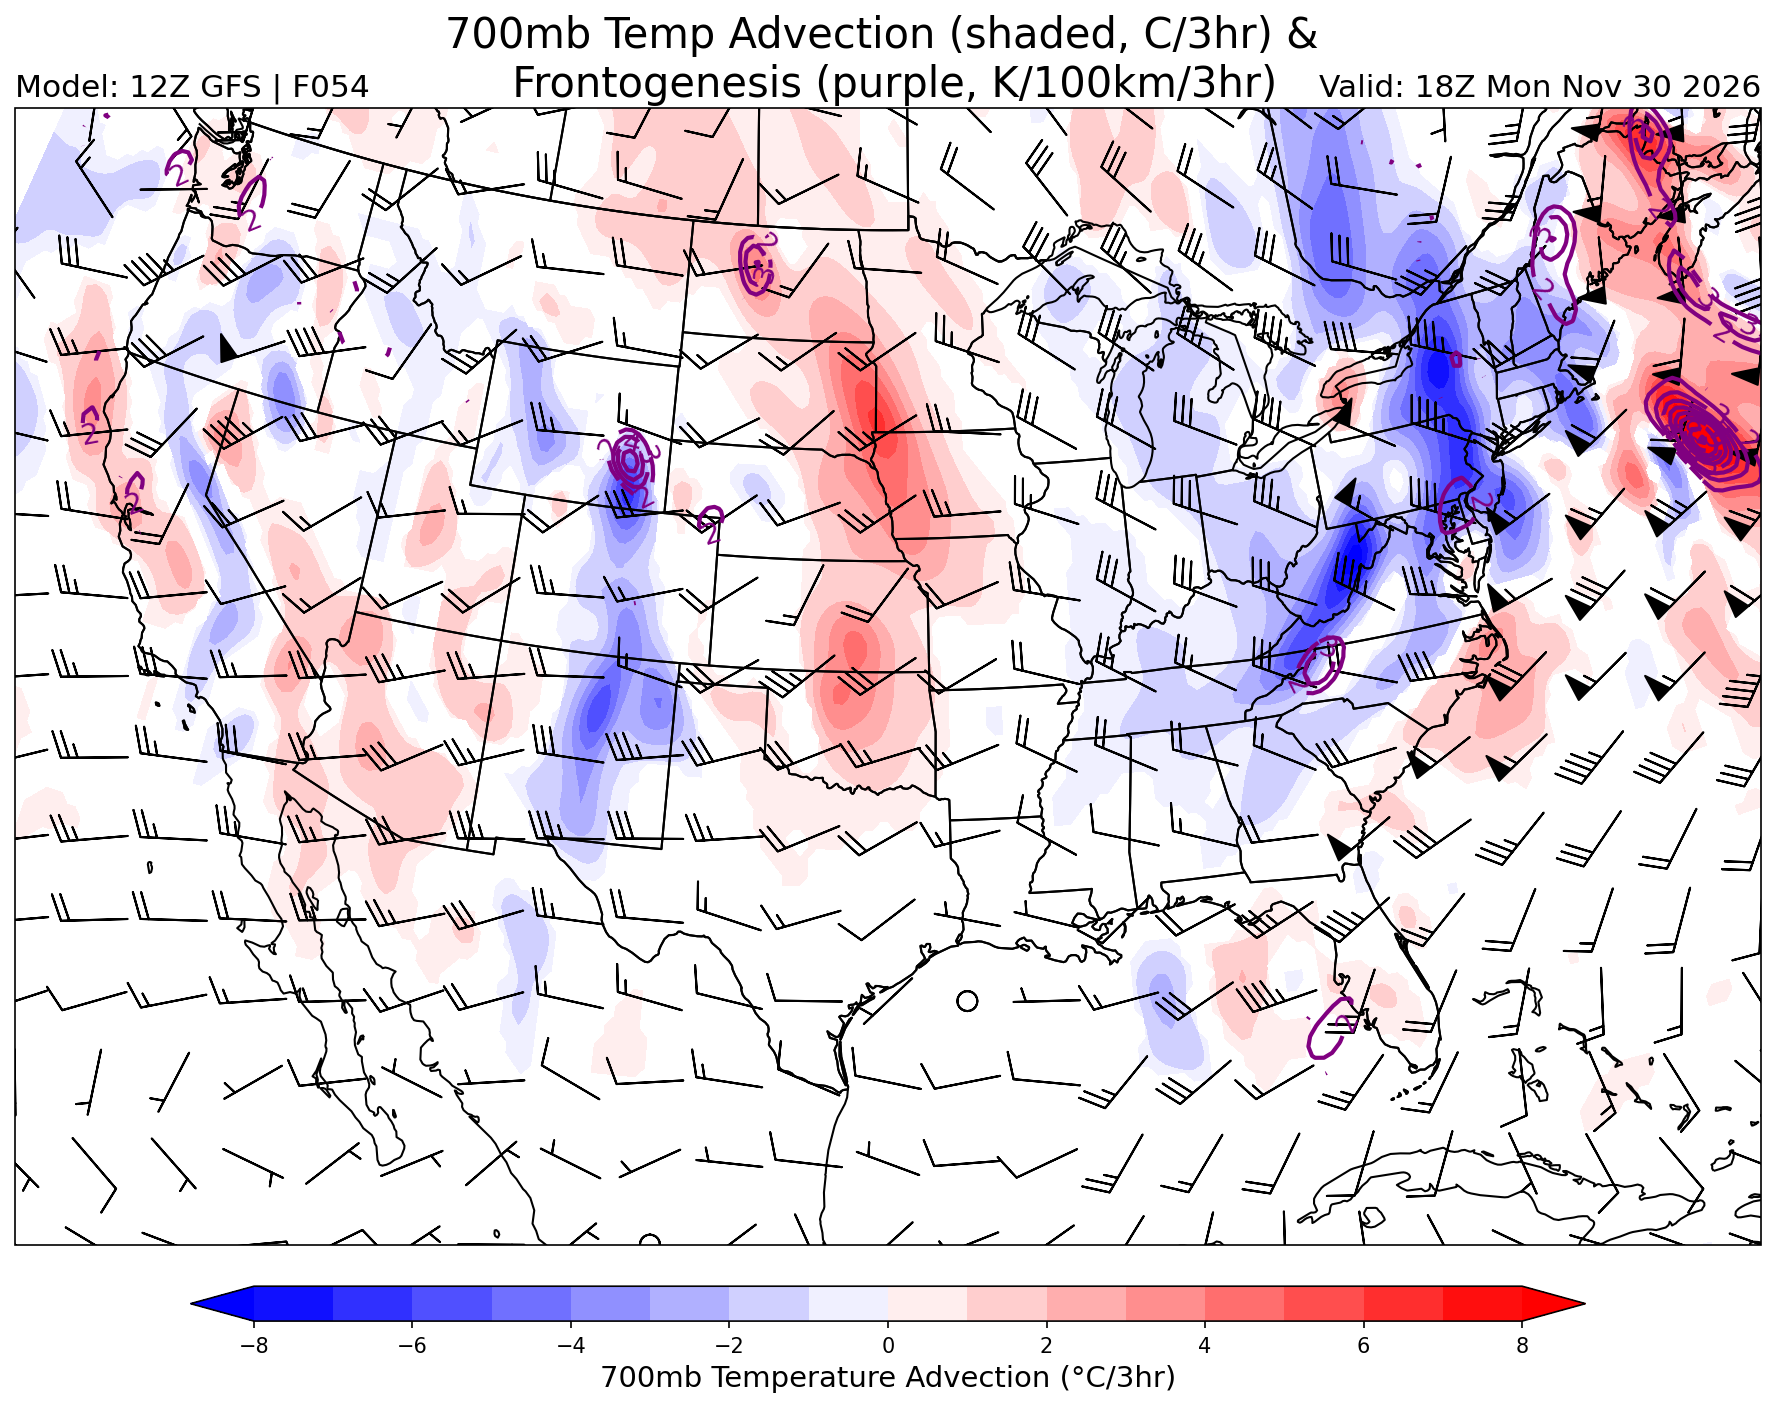 700mb Temp Advection (shaded, C/3hr) &
Frontogenesis (purple, K/100km/3hr)
Model: 12Z GFS | F054
Valid: 18Z Mon Nov 30 2026
−8 −6 −4 −2 0 2 4 6 8
700mb Temperature Advection (°C/3hr)